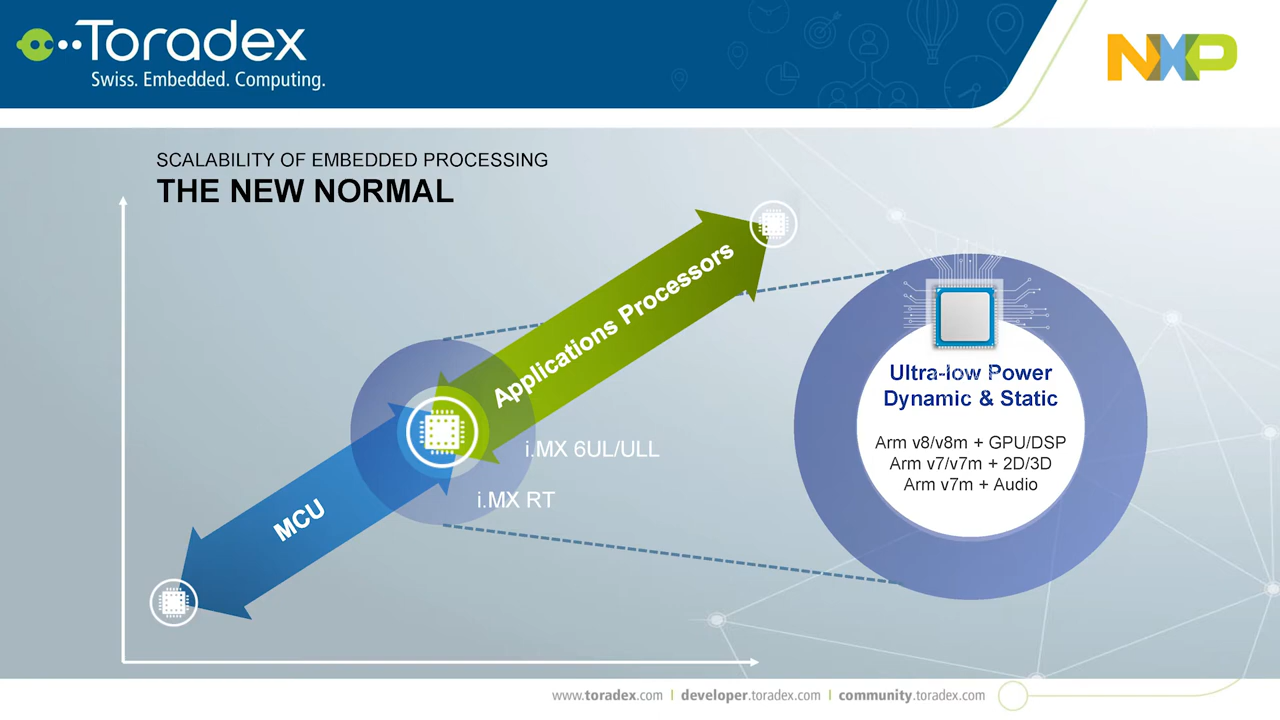 Toradex
Swiss. Embedded. Computing.
NXP
SCALABILITY OF EMBEDDED PROCESSING
THE NEW NORMAL
Applications Processors
MCU
i.MX 6UL/ULL
i.MX RT
Ultra-low Power
Dynamic & Static
Arm v8/v8m + GPU/DSP
Arm v7/v7m + 2D/3D
Arm v7m + Audio
www.toradex.com | developer.toradex.com | community.toradex.com